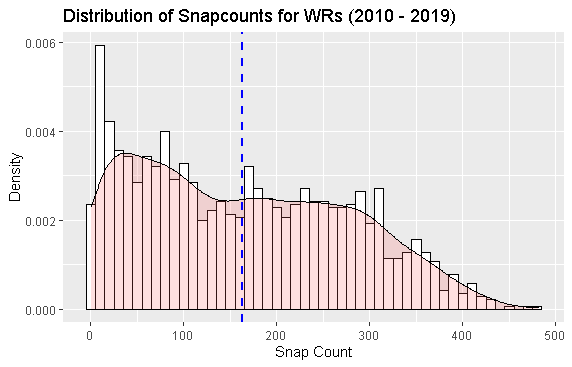 Distribution of Snapcounts for WRs (2010 - 2019)
0.006
0.004
0.002
0.000
Density
0 100 200 300 400 500
Snap Count